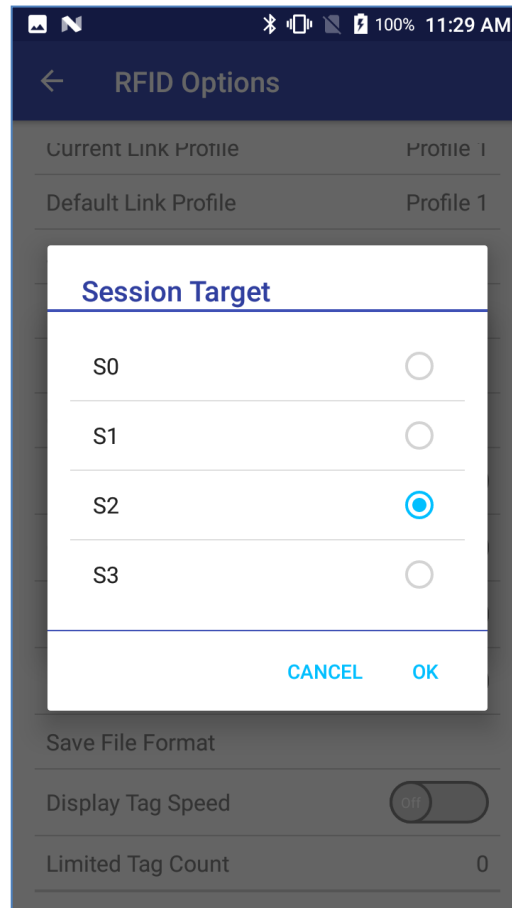 100% 11:29 AM
RFID Options
Current Link Profile Profile 1
Default Link Profile Profile 1
Session Target
S0
S1
S2
S3
CANCEL OK
Save File Format
Display Tag Speed Off
Limited Tag Count 0